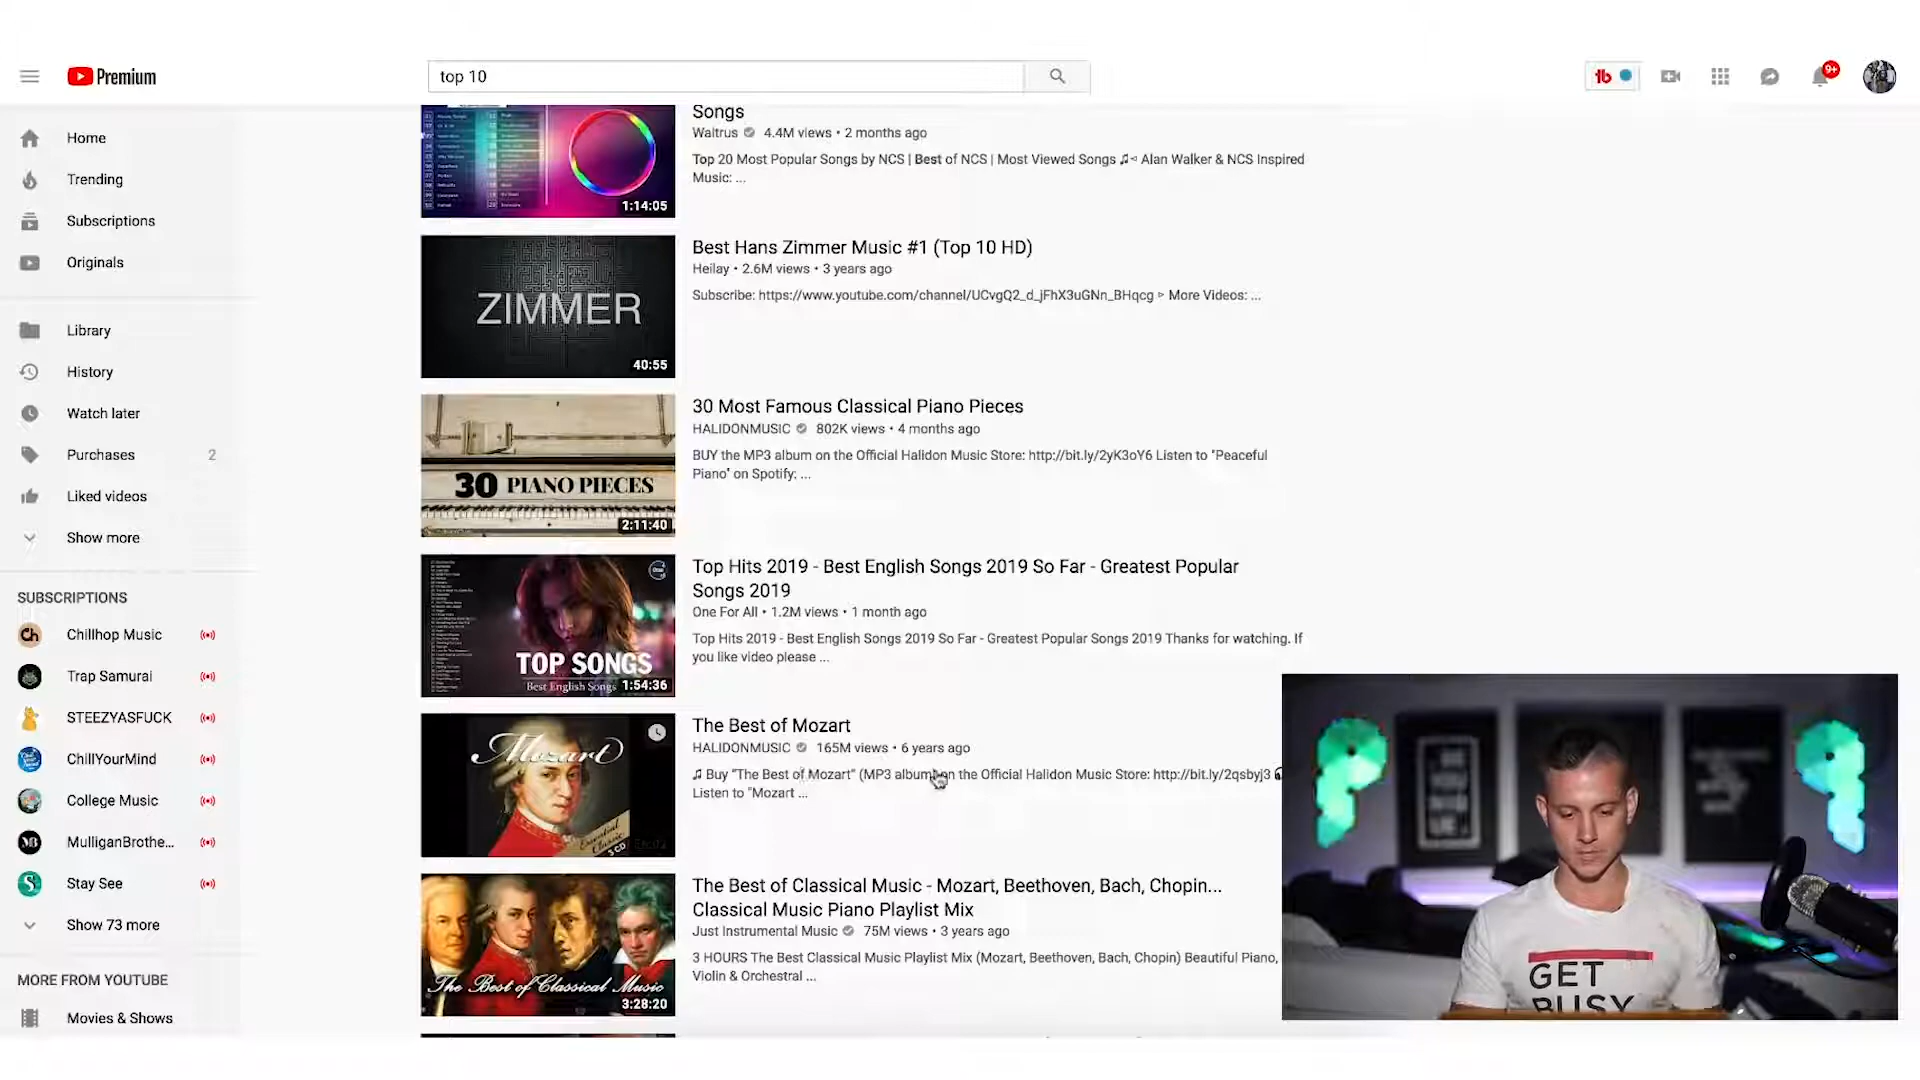 Premium
top 10
9+
Home
Trending
Subscriptions
Originals
Library
History
Watch later
Purchases 2
Liked videos
Show more
SUBSCRIPTIONS
Chillhop Music
Trap Samurai
STEEZYASFUCK
ChillYourMind
College Music
MulliganBrothe...
Stay See
Show 73 more
MORE FROM YOUTUBE
Movies & Shows
1:14:05
Songs
Waltrus 4.4M views • 2 months ago
Top 20 Most Popular Songs by NCS | Best of NCS | Most Viewed Songs ♫ Alan Walker & NCS Inspired
Music: ...
ZIMMER
40:55
Best Hans Zimmer Music #1 (Top 10 HD)
Heilay • 2.6M views • 3 years ago
Subscribe: https://www.youtube.com/channel/UCvgQ2_d_jFhX3uGNn_BHqcg ▹ More Videos: ...
30 PIANO PIECES
2:11:40
30 Most Famous Classical Piano Pieces
HALIDONMUSIC 802K views • 4 months ago
BUY the MP3 album on the Official Halidon Music Store: http://bit.ly/2yK3oY6 Listen to "Peaceful
Piano" on Spotify: ...
TOP SONGS
Best English Songs 1:54:36
Top Hits 2019 - Best English Songs 2019 So Far - Greatest Popular
Songs 2019
One For All • 1.2M views • 1 month ago
Top Hits 2019 - Best English Songs 2019 So Far - Greatest Popular Songs 2019 Thanks for watching. If
you like video please ...
Mozart
Essential
Classic
3 CD
The Best of Mozart
HALIDONMUSIC 165M views • 6 years ago
♫ Buy "The Best of Mozart" (MP3 album) on the Official Halidon Music Store: http://bit.ly/2qsbyj3
Listen to "Mozart ...
The Best of Classical Music
3:28:20
The Best of Classical Music - Mozart, Beethoven, Bach, Chopin...
Classical Music Piano Playlist Mix
Just Instrumental Music 75M views • 3 years ago
3 HOURS The Best Classical Music Playlist Mix (Mozart, Beethoven, Bach, Chopin) Beautiful Piano,
Violin & Orchestral ...
GET
BUSY